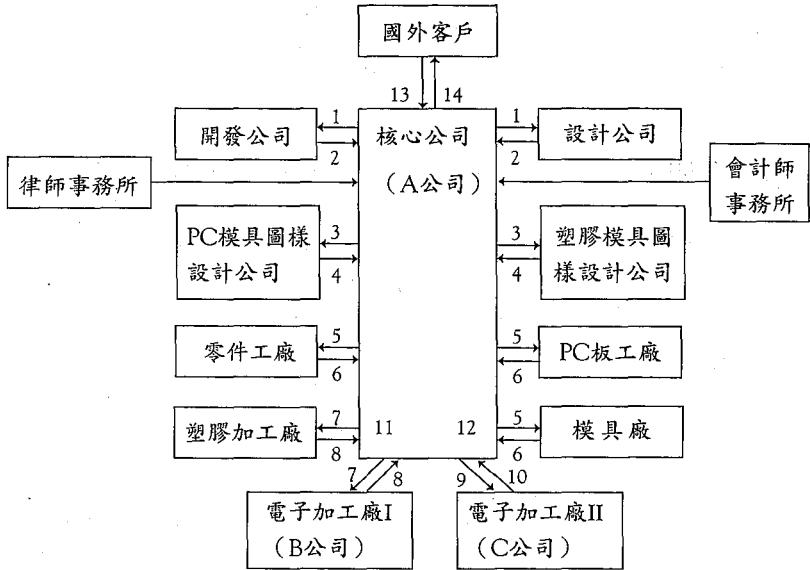 國外客戶
13 14
1 核心公司 1
開發公司 設計公司
2 2
（A公司）
律師事務所
會計師
事務所
3 3
PC模具圖樣
設計公司
塑膠模具圖
樣設計公司
4 4
5 5
零件工廠 PC板工廠
6 6
7 11 12 5
塑膠加工廠 模具廠
8 6
7 8 9 10
電子加工廠I
（B公司）
電子加工廠II
（C公司）